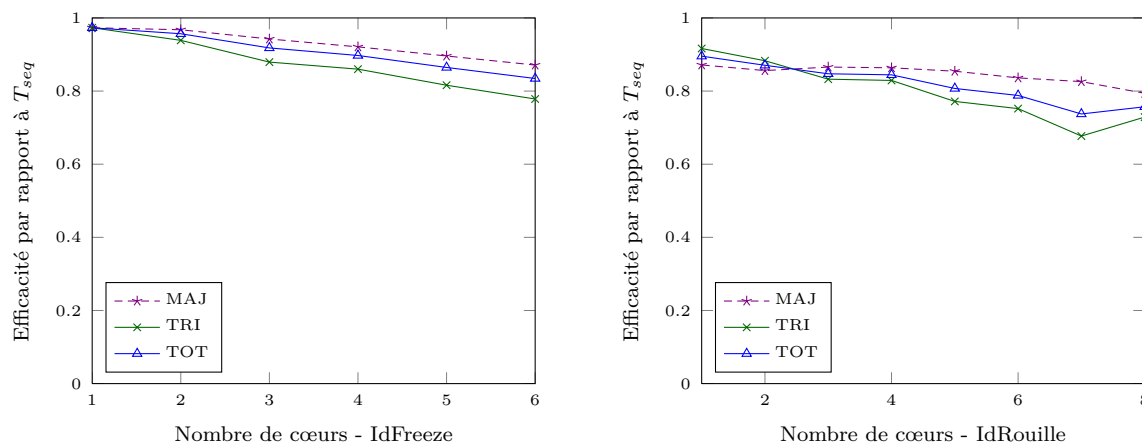 Efficacité par rapport à Tseq
1
0.8
0.6
0.4
0.2
0
MAJ
TRI
TOT
1 2 3 4 5 6
Nombre de cœurs - IdFreeze
Efficacité par rapport à Tseq
1
0.8
0.6
0.4
0.2
0
MAJ
TRI
TOT
2 4 6 8
Nombre de cœurs - IdRouille